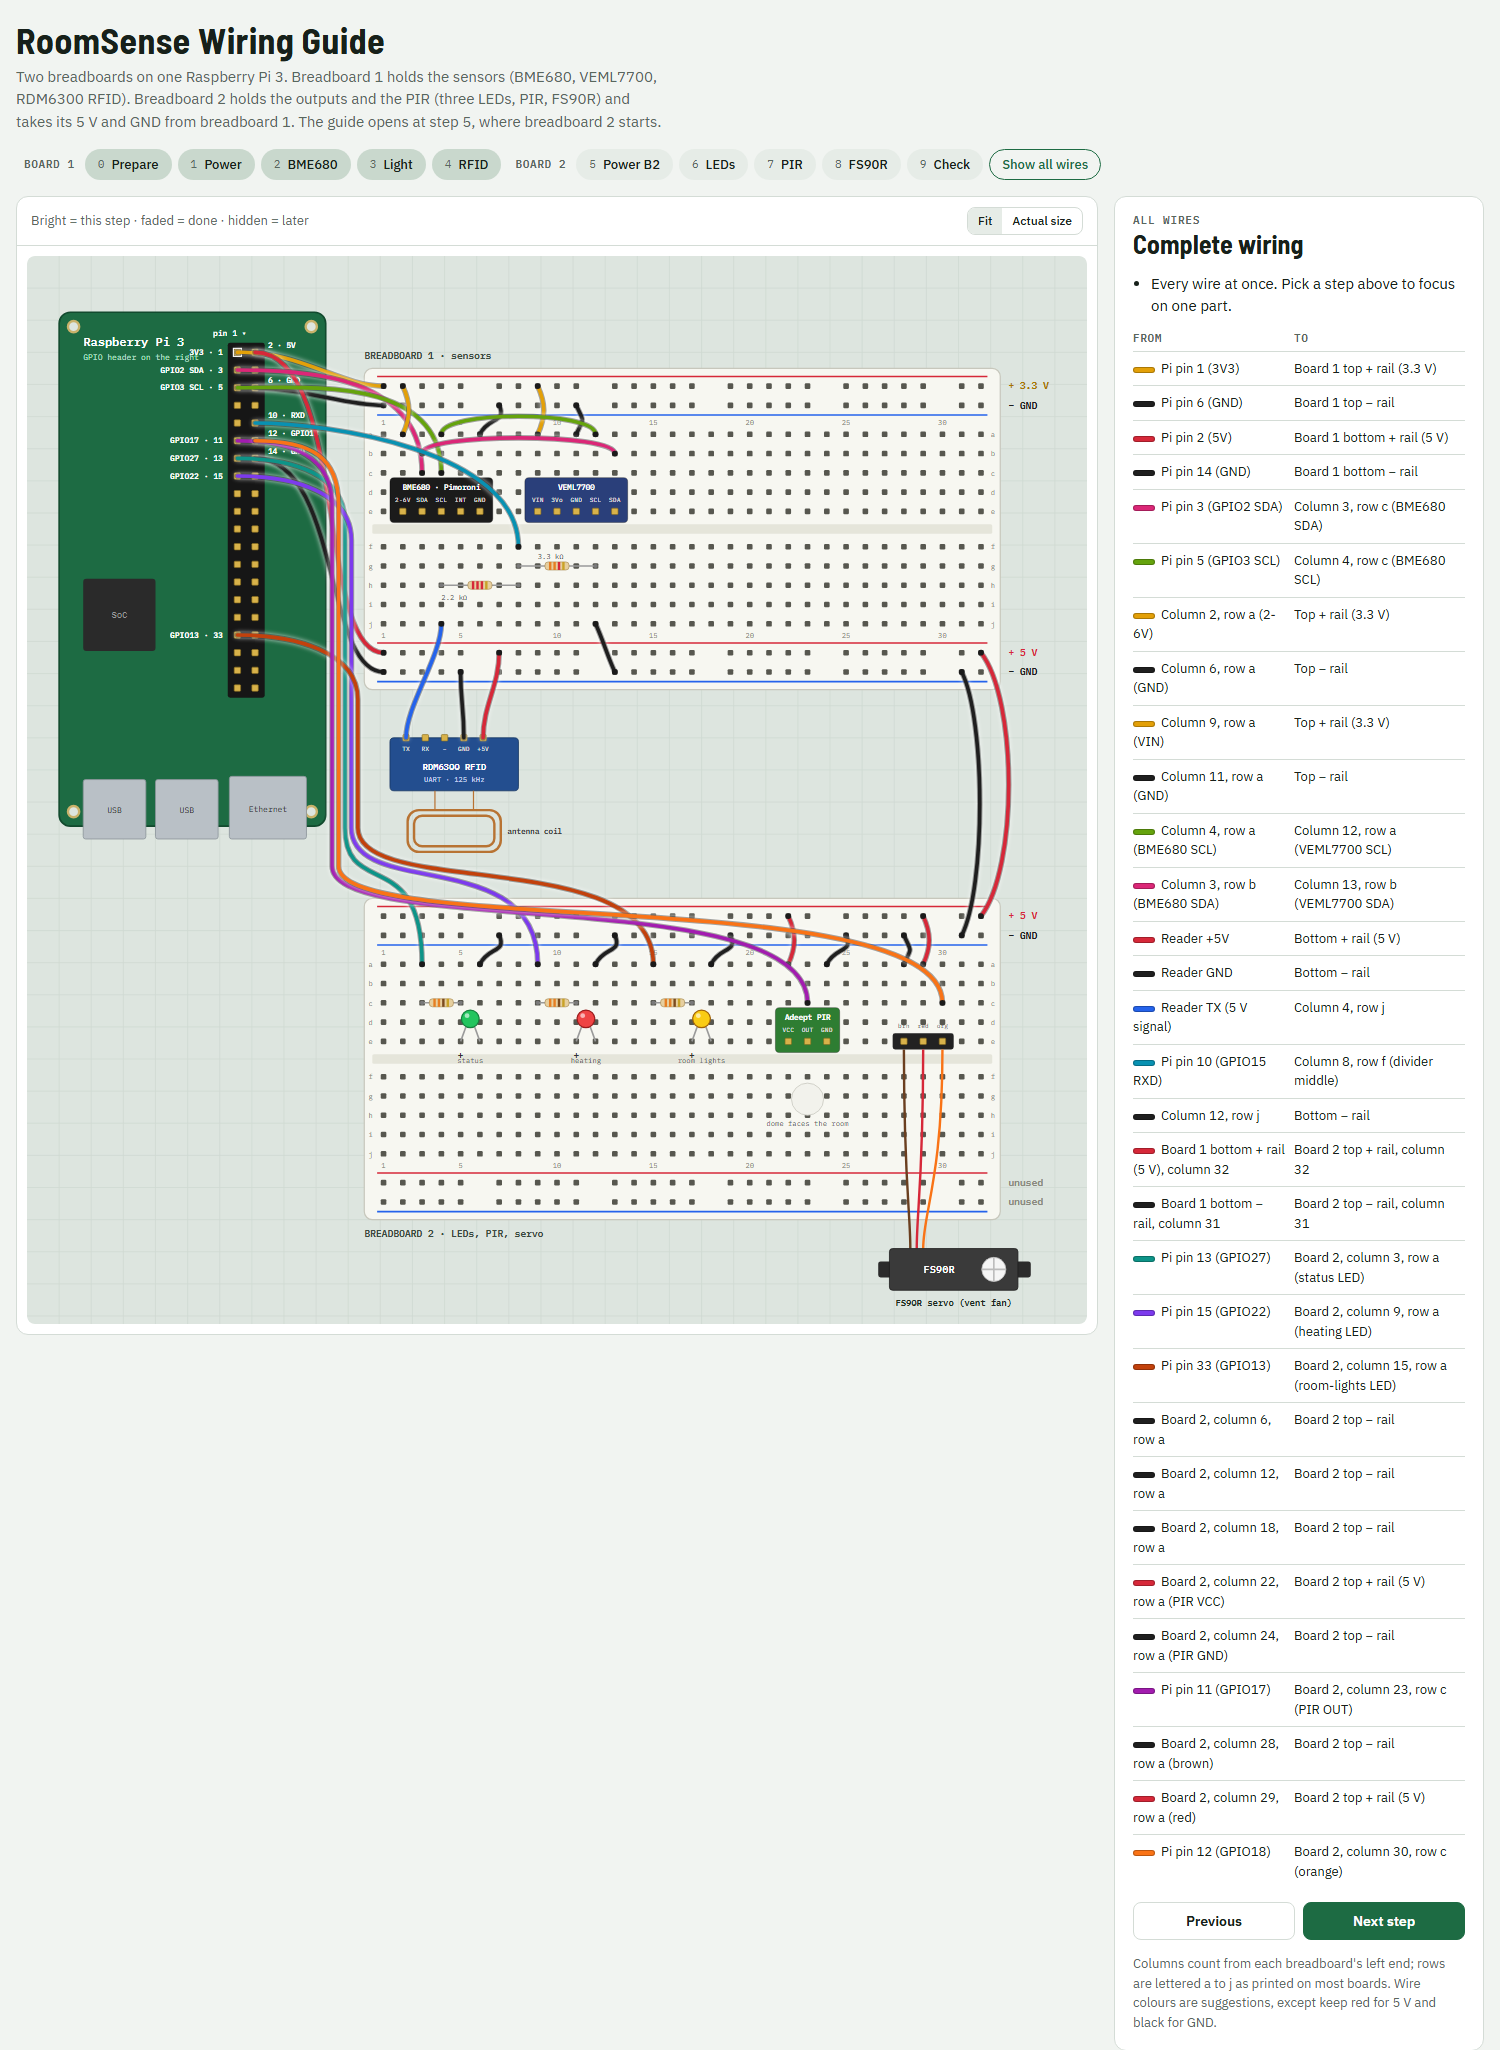 RoomSense Wiring Guide
Two breadboards on one Raspberry Pi 3. Breadboard 1 holds the sensors (BME680, VEML7700,
RDM6300 RFID). Breadboard 2 holds the outputs and the PIR (three LEDs, PIR, FS90R) and
takes its 5 V and GND from breadboard 1. The guide opens at step 5, where breadboard 2 starts.
BOARD 1 0 Prepare 1 Power 2 BME680 3 Light 4 RFID BOARD 2 5 Power B2 6 LEDs 7 PIR 8 FS90R 9 Check Show all wires
Bright = this step · faded = done · hidden = later
Fit Actual size
pin 1 ▾
Raspberry Pi 3
GPIO header on the right
3V3 · 1
2 · 5V
GPIO2 SDA · 3
GPIO3 SCL · 5
10 · RXD
GPIO17 · 11
GPIO27 · 13
GPIO22 · 15
GPIO13 · 33
SoC
USB
USB
Ethernet
BREADBOARD 1 · sensors
+ 3.3 V
− GND
1 10 15 20 25 30
a a
b b
c c
d d
e e
BME680 · Pimoroni
2-6V SDA SCL INT GND
VEML7700
VIN 3Vo GND SCL SDA
f f
g g
h h
i i
j j
3.3 kΩ
2.2 kΩ
1 5 10 15 20 25 30
+ 5 V
− GND
TX RX − GND +5V
RDM6300 RFID
UART · 125 kHz
antenna coil
+ 5 V
− GND
1 5 10 20 25 30
a a
b b
c c
d d
e e
Adeept PIR
VCC OUT GND
+ + +
status heating room lights
f f
g g
h h
i i
j j
dome faces the room
1 5 10 15 20 25 30
unused
unused
BREADBOARD 2 · LEDs, PIR, servo
FS90R
FS90R servo (vent fan)
ALL WIRES
Complete wiring
• Every wire at once. Pick a step above to focus
on one part.
FROM TO
Pi pin 1 (3V3) Board 1 top + rail (3.3 V)
Pi pin 6 (GND) Board 1 top − rail
Pi pin 2 (5V) Board 1 bottom + rail (5 V)
Pi pin 14 (GND) Board 1 bottom − rail
Pi pin 3 (GPIO2 SDA) Column 3, row c (BME680
SDA)
Pi pin 5 (GPIO3 SCL) Column 4, row c (BME680
SCL)
Column 2, row a (2- Top + rail (3.3 V)
6V)
Column 6, row a Top − rail
(GND)
Column 9, row a Top + rail (3.3 V)
(VIN)
Column 11, row a Top − rail
(GND)
Column 4, row a Column 12, row a
(BME680 SCL) (VEML7700 SCL)
Column 3, row b Column 13, row b
(BME680 SDA) (VEML7700 SDA)
Reader +5V Bottom + rail (5 V)
Reader GND Bottom − rail
Reader TX (5 V Column 4, row j
signal)
Pi pin 10 (GPIO15 Column 8, row f (divider
RXD) middle)
Column 12, row j Bottom − rail
Board 1 bottom + rail Board 2 top + rail, column
(5 V), column 32 32
Board 1 bottom − Board 2 top − rail, column
rail, column 31 31
Pi pin 13 (GPIO27) Board 2, column 3, row a
(status LED)
Pi pin 15 (GPIO22) Board 2, column 9, row a
(heating LED)
Pi pin 33 (GPIO13) Board 2, column 15, row a
(room-lights LED)
Board 2, column 6, Board 2 top − rail
row a
Board 2, column 12, Board 2 top − rail
row a
Board 2, column 18, Board 2 top − rail
row a
Board 2, column 22, Board 2 top + rail (5 V)
row a (PIR VCC)
Board 2, column 24, Board 2 top − rail
row a (PIR GND)
Pi pin 11 (GPIO17) Board 2, column 23, row c
(PIR OUT)
Board 2, column 28, Board 2 top − rail
row a (brown)
Board 2, column 29, Board 2 top + rail (5 V)
row a (red)
Pi pin 12 (GPIO18) Board 2, column 30, row c
(orange)
Previous Next step
Columns count from each breadboard's left end; rows
are lettered a to j as printed on most boards. Wire
colours are suggestions, except keep red for 5 V and
black for GND.